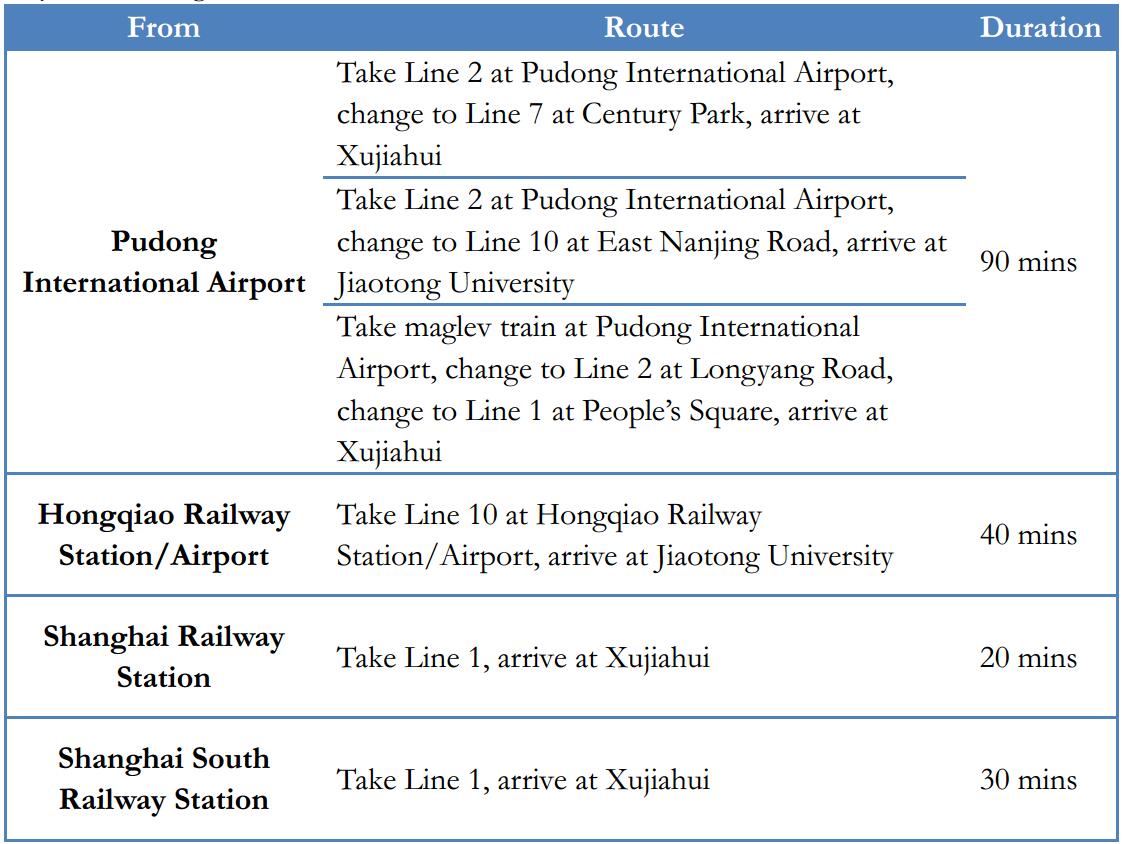 From Route Duration
Pudong
International Airport
Take Line 2 at Pudong International Airport,
change to Line 7 at Century Park, arrive at
Xujiahui
Take Line 2 at Pudong International Airport,
change to Line 10 at East Nanjing Road, arrive at
Jiaotong University
Take maglev train at Pudong International
Airport, change to Line 2 at Longyang Road,
change to Line 1 at People’s Square, arrive at
Xujiahui
90 mins
Hongqiao Railway
Station/Airport
Take Line 10 at Hongqiao Railway
Station/Airport, arrive at Jiaotong University
40 mins
Shanghai Railway
Station
Take Line 1, arrive at Xujiahui
20 mins
Shanghai South
Railway Station
Take Line 1, arrive at Xujiahui
30 mins